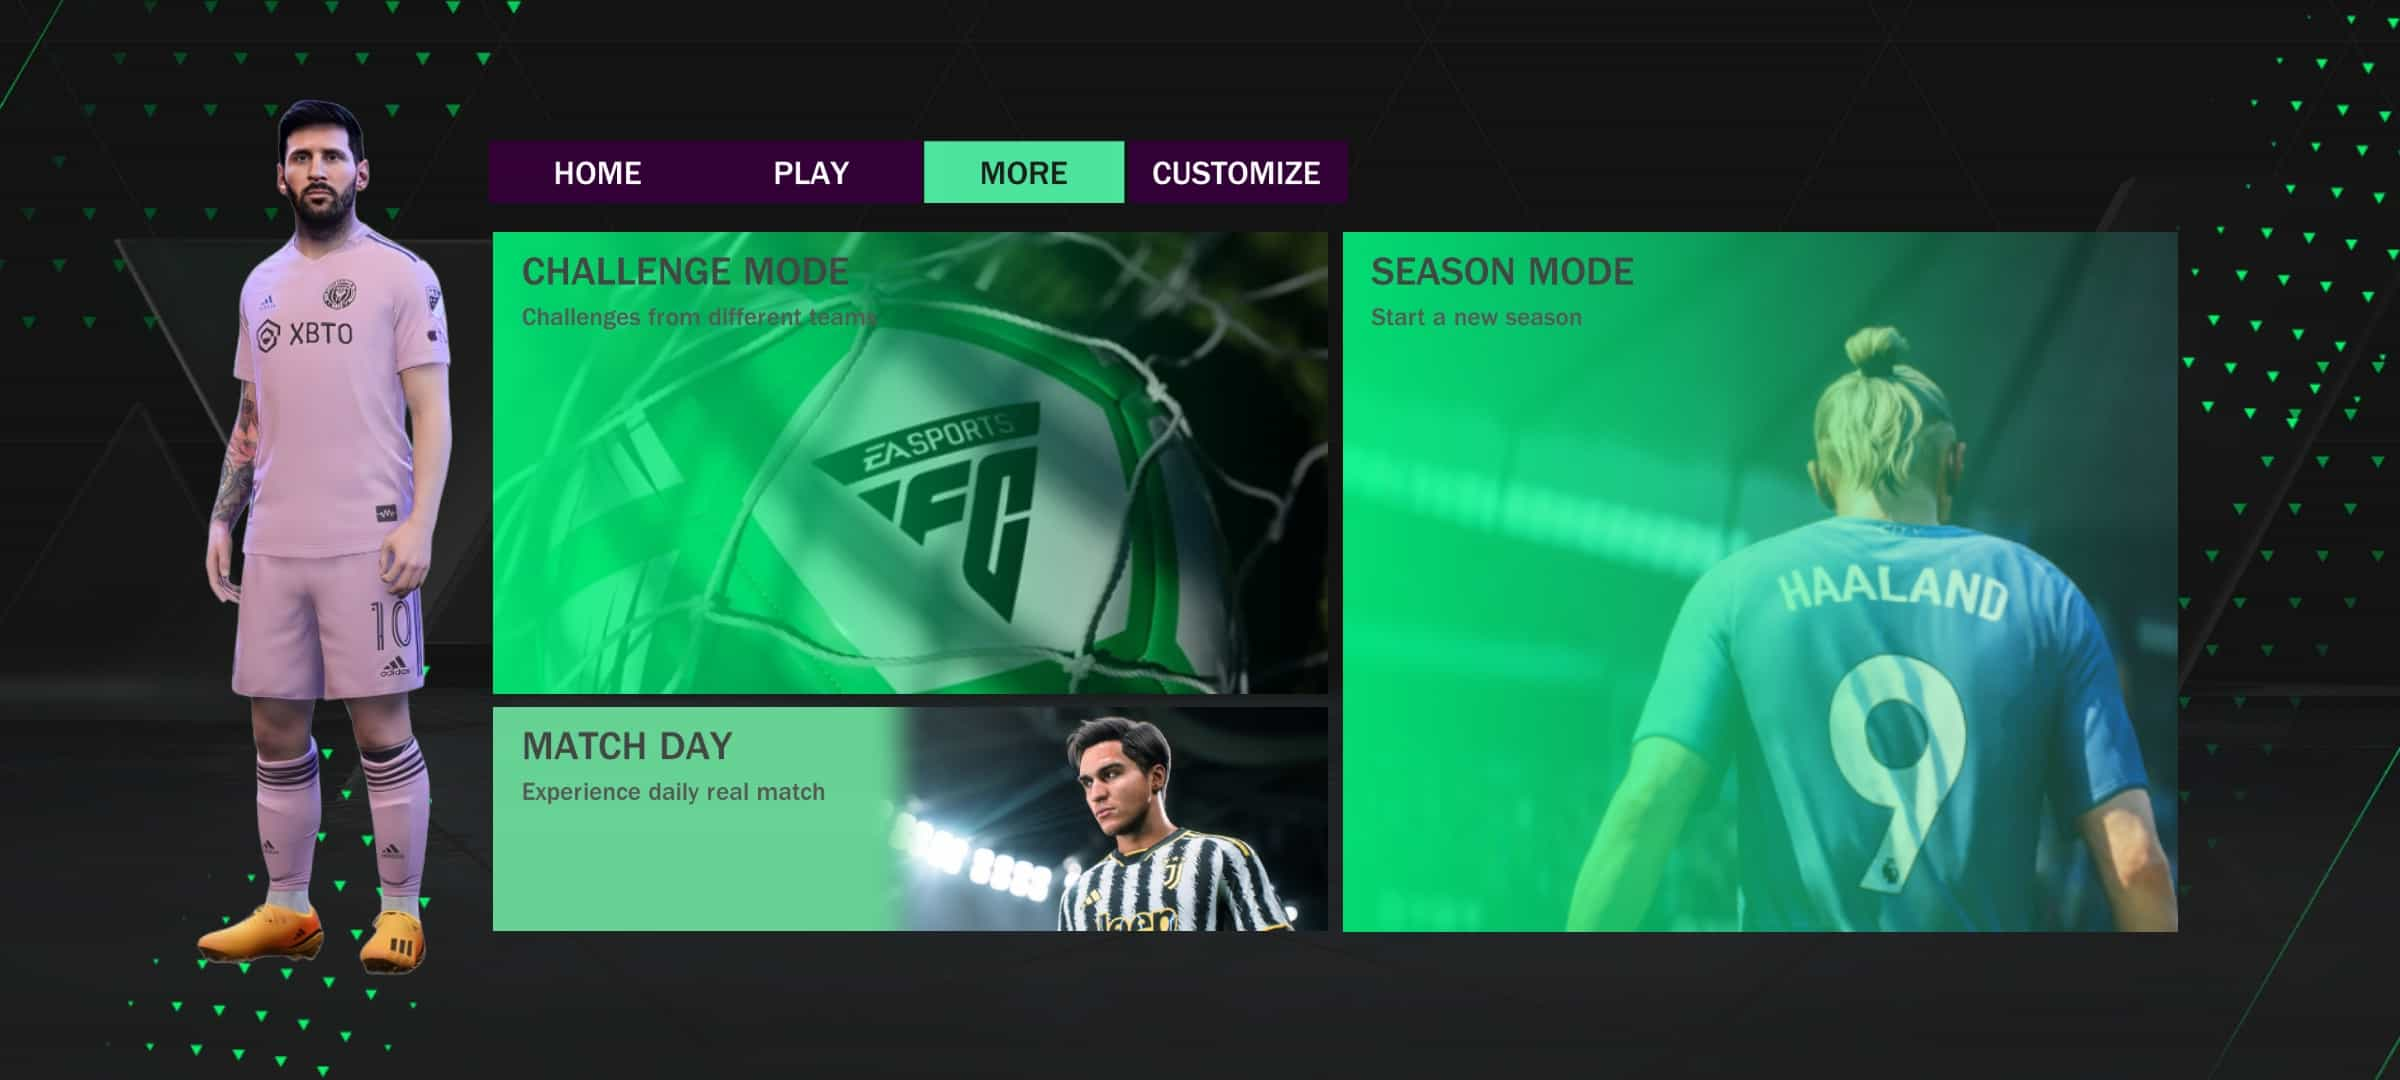 HOME PLAY MORE CUSTOMIZE
CHALLENGE MODE
Challenges from different teams
EA SPORTS
FC
SEASON MODE
Start a new season
HAALAND
9
MATCH DAY
Experience daily real match
Jeep
XBTO
10
adidas